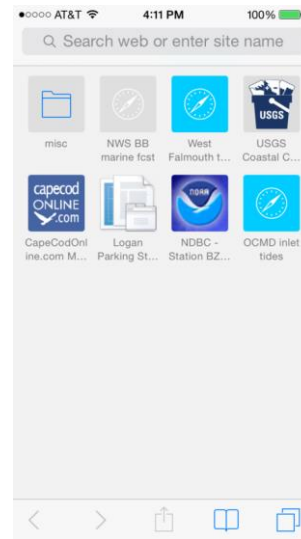 AT&T 4:11 PM 100%
Search web or enter site name
misc
NWS BB
marine fcst
West
Falmouth t...
USGS
USGS
Coastal C...
capecod
ONLINE
.com
CapeCodOnl
ine.com M...
Logan
Parking St...
NOAA
NDBC -
Station BZ...
OCMD inlet
tides